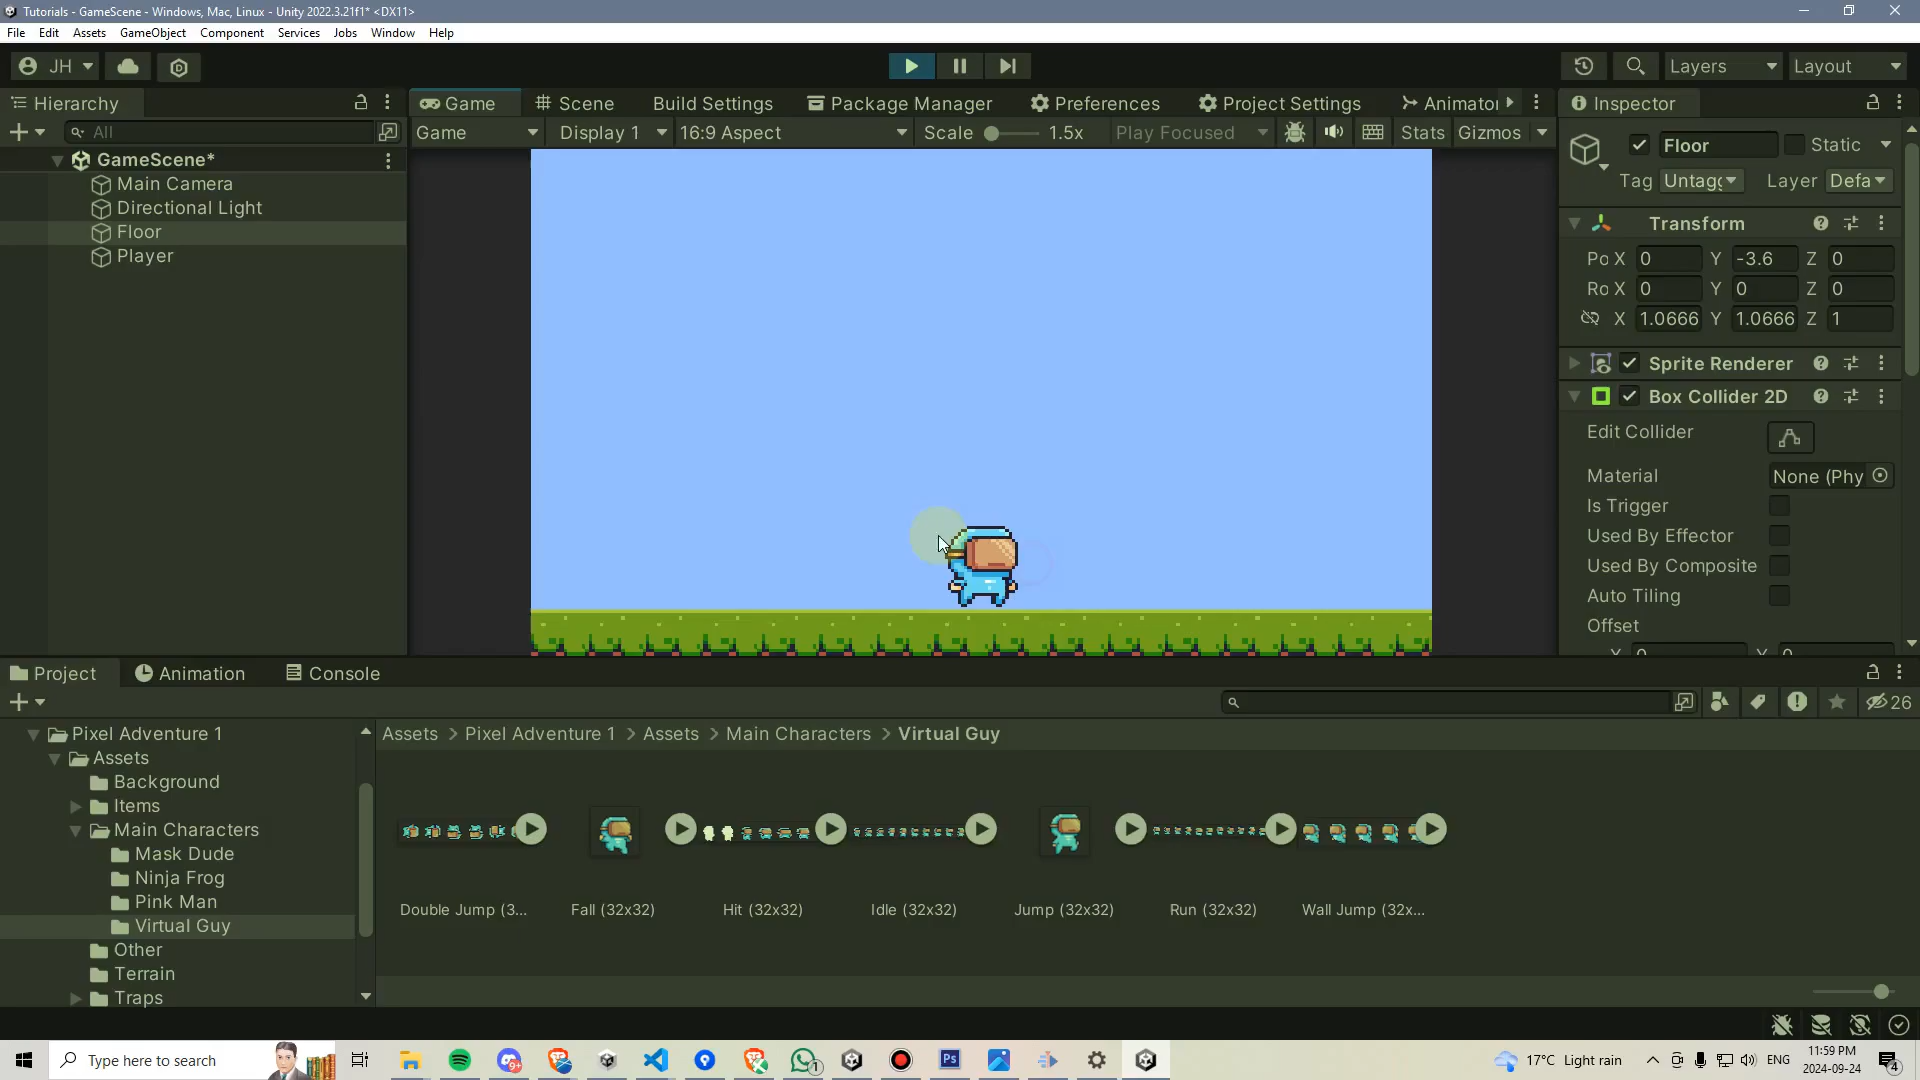 Tutorials - GameScene - Windows, Mac, Linux - Unity 2022.3.21f1* <DX11>
File Edit Assets GameObject Component Services Jobs Window Help
JH Layers Layout
Hierarchy
All
GameScene*
Main Camera
Directional Light
Floor
Player
Game Scene Build Settings Package Manager Preferences Project Settings Animator
Game Display 1 16:9 Aspect Scale 1.5x Play Focused Stats Gizmos
Inspector
Floor Static
Tag Untagg Layer Defa
Transform
Po X 0 Y -3.6 Z 0
Ro X 0 Y 0 Z 0
X 1.0666 Y 1.0666 Z 1
Sprite Renderer
Box Collider 2D
Edit Collider
Material None (Phy
Is Trigger
Used By Effector
Used By Composite
Auto Tiling
Offset
X 0 Y 0
Project Animation Console
26
Pixel Adventure 1
Assets
Background
Items
Main Characters
Mask Dude
Ninja Frog
Pink Man
Virtual Guy
Other
Terrain
Traps
Assets > Pixel Adventure 1 > Assets > Main Characters > Virtual Guy
Double Jump (3... Fall (32x32) Hit (32x32) Idle (32x32) Jump (32x32) Run (32x32) Wall Jump (32x...
Type here to search
9+
1
Ps
17°C Light rain
ENG
11:59 PM
2024-09-24
4